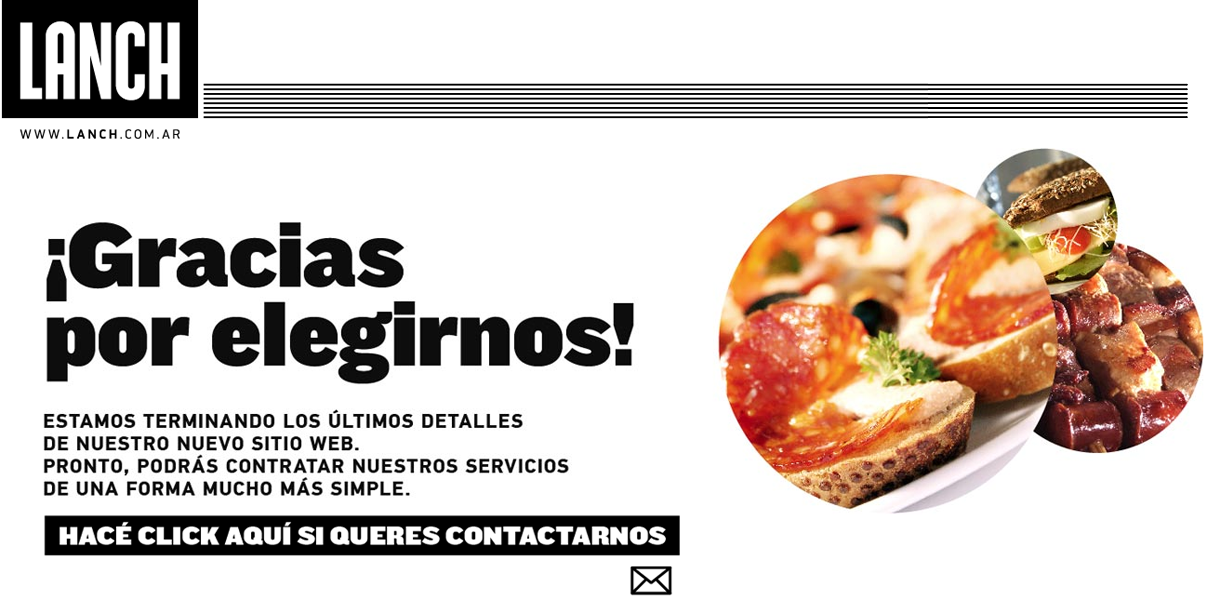 LANCH
WWW.LANCH.COM.AR
¡Gracias
por elegirnos!
ESTAMOS TERMINANDO LOS ÚLTIMOS DETALLES
DE NUESTRO NUEVO SITIO WEB.
PRONTO, PODRÁS CONTRATAR NUESTROS SERVICIOS
DE UNA FORMA MUCHO MÁS SIMPLE.
HACÉ CLICK AQUÍ SI QUERES CONTACTARNOS